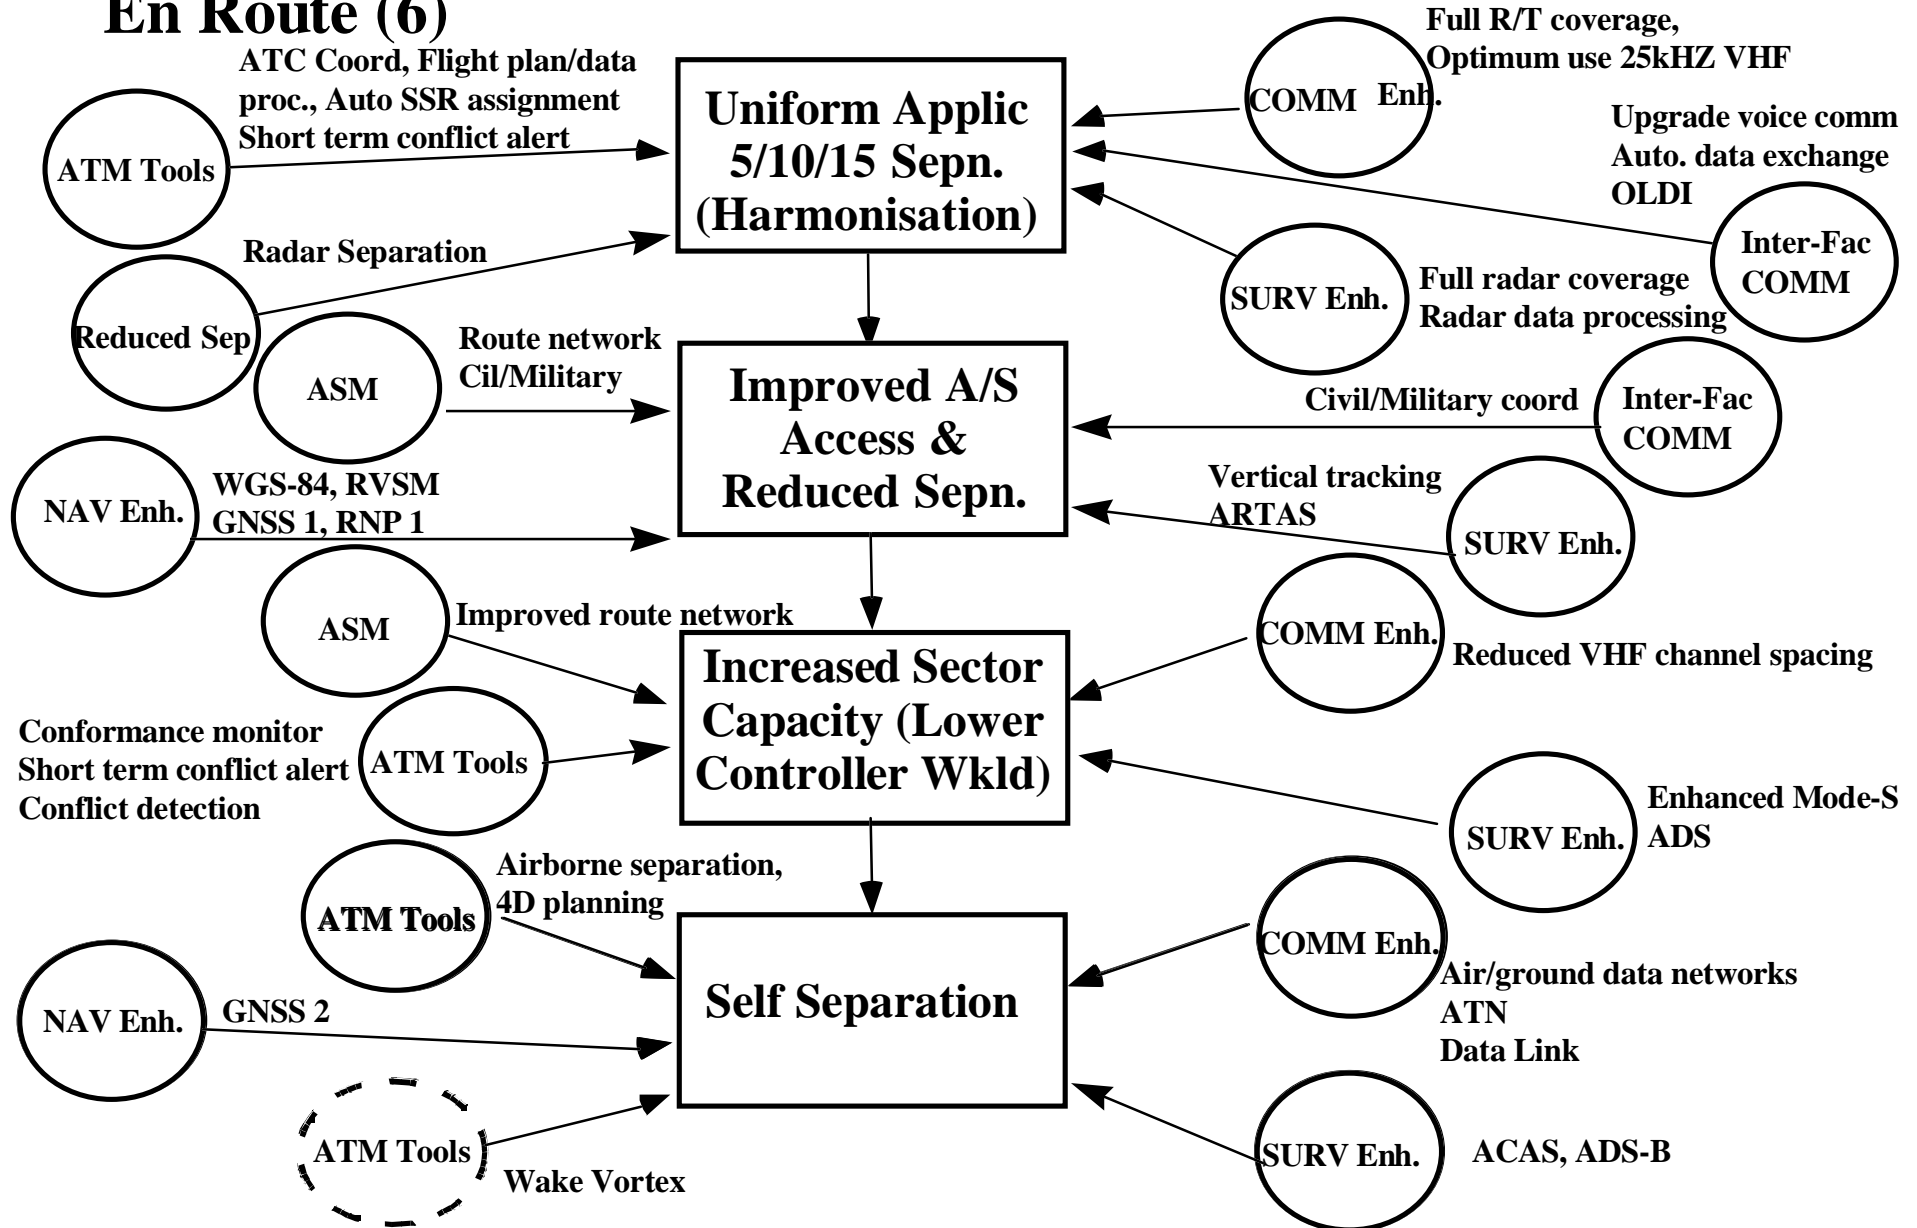 En Route (6)
ATC Coord, Flight plan/data
proc., Auto SSR assignment
Short term conflict alert
ATM Tools
Uniform Applic
5/10/15 Sepn.
(Harmonisation)
COMM Enh.
Full R/T coverage,
Optimum use 25kHZ VHF
Upgrade voice comm
Auto. data exchange
OLDI
Inter-Fac
COMM
Radar Separation
Reduced Sep
SURV Enh.
Full radar coverage
Radar data processing
ASM
Route network
Cil/Military
Improved A/S
Access &
Reduced Sepn.
Civil/Military coord
Inter-Fac
COMM
NAV Enh.
WGS-84, RVSM
GNSS 1, RNP 1
Vertical tracking
ARTAS
SURV Enh.
ASM
Improved route network
Increased Sector
Capacity (Lower
Controller Wkld)
COMM Enh.
Reduced VHF channel spacing
Conformance monitor
Short term conflict alert
Conflict detection
ATM Tools
SURV Enh.
Enhanced Mode-S
ADS
ATM Tools
Airborne separation,
4D planning
Self Separation
COMM Enh.
Air/ground data networks
ATN
Data Link
NAV Enh.
GNSS 2
ATM Tools
Wake Vortex
SURV Enh.
ACAS, ADS-B